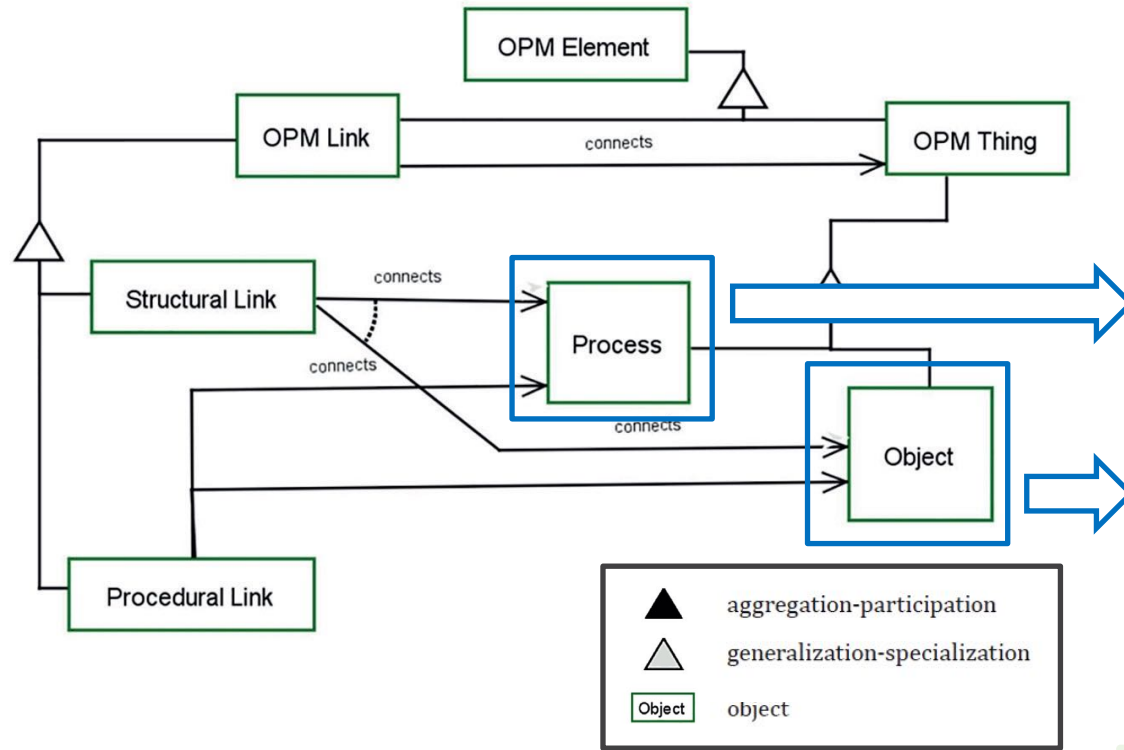 OPM Element
OPM Link
connects
OPM Thing
connects
Structural Link
Process
connects
connects
Object
Procedural Link
aggregation-participation
generalization-specialization
Object
object